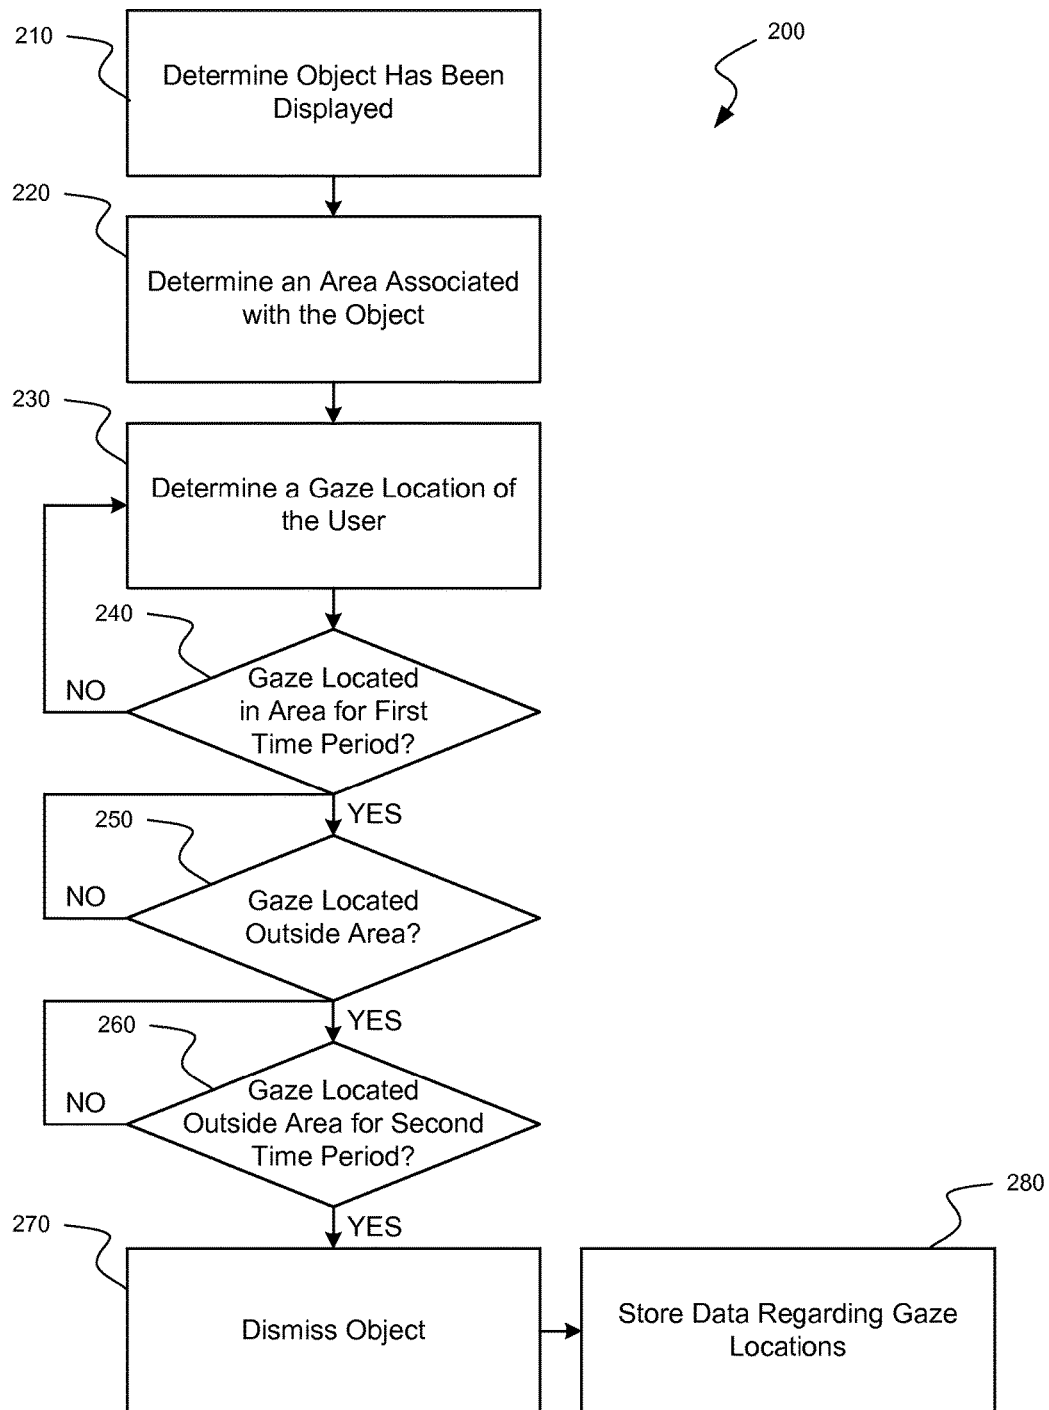 210
200
Determine Object Has Been
Displayed
220
Determine an Area Associated
with the Object
230
Determine a Gaze Location of
the User
240
Gaze Located
in Area for First
Time Period?
NO
YES
250
Gaze Located
Outside Area?
NO
YES
260
Gaze Located
Outside Area for Second
Time Period?
NO
YES
270
Dismiss Object
280
Store Data Regarding Gaze
Locations